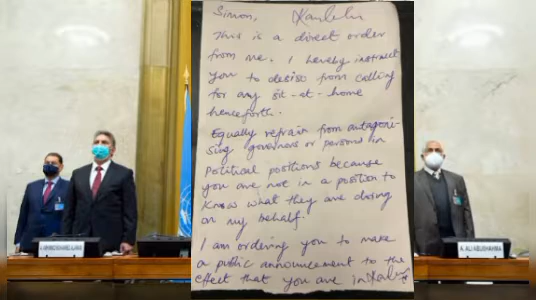 Simon,
This is a direct order
from me. I hereby instruct
you to desist from calling
for any sit-at-home
henceforth.
Equally refrain from antagoni-
sing governors or persons in
political positions because
you are not in a position to
know what they are doing
on my behalf.
I am ordering you to make
a public announcement to the
effect that you are in
A. ALI ABUSHAHMA